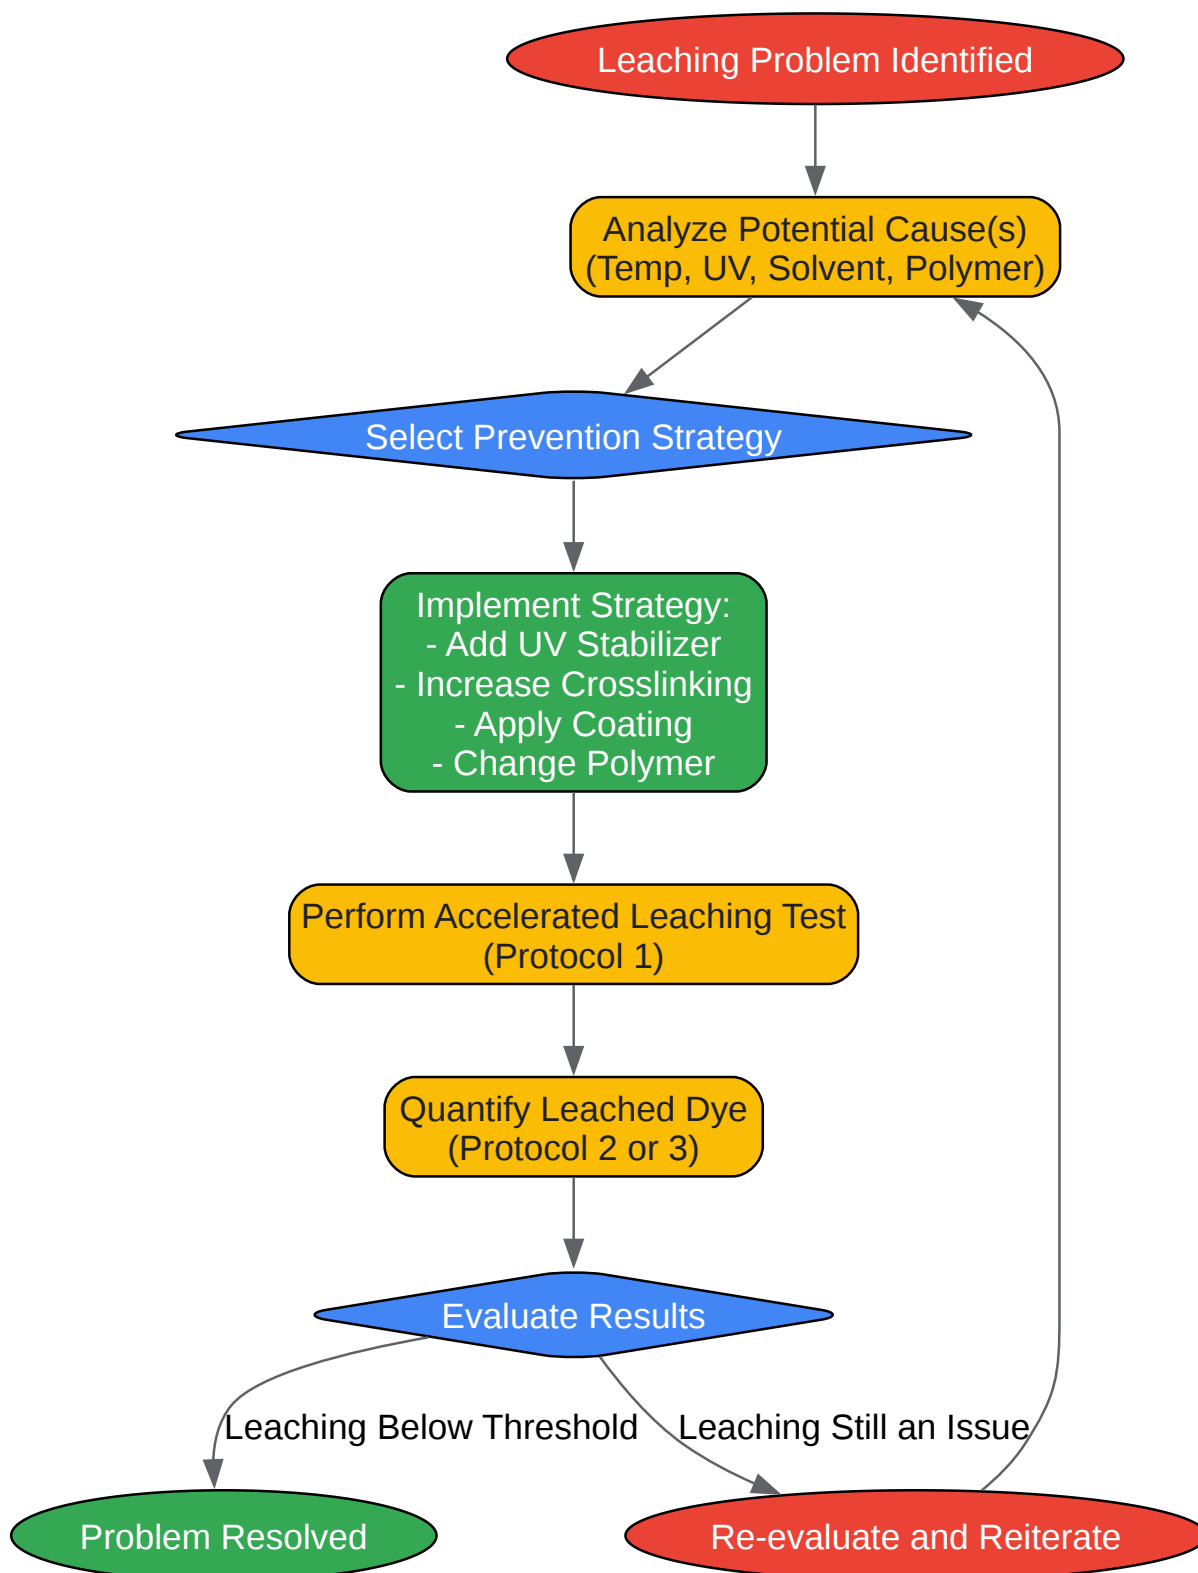 Leaching Problem Identified
Analyze Potential Cause(s)
(Temp, UV, Solvent, Polymer)
Select Prevention Strategy
Implement Strategy:
- Add UV Stabilizer
- Increase Crosslinking
- Apply Coating
- Change Polymer
Perform Accelerated Leaching Test
(Protocol 1)
Quantify Leached Dye
(Protocol 2 or 3)
Evaluate Results
Leaching Below Threshold
Leaching Still an Issue
Problem Resolved
Re-evaluate and Reiterate